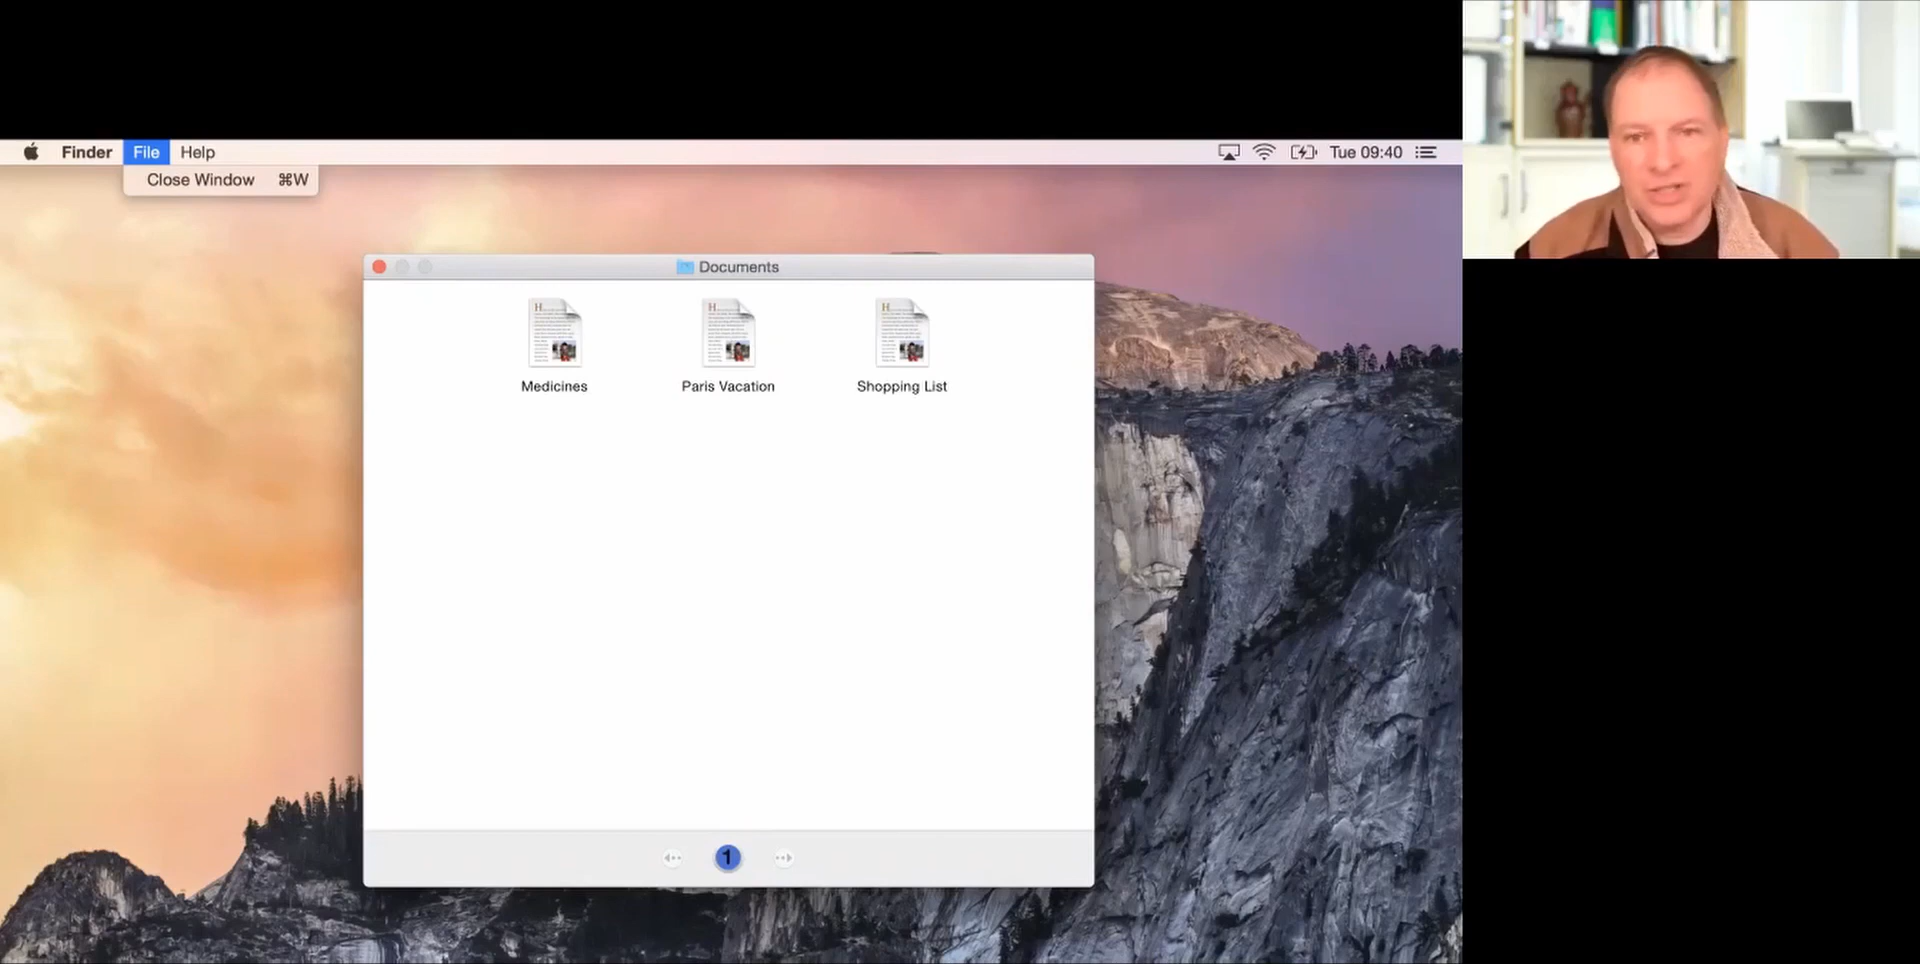 Finder File Help Tue 09:40
Close Window ⌘W
Documents
Medicines Paris Vacation Shopping List
1